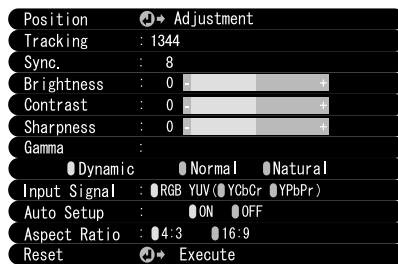 Position Adjustment
Tracking : 1344
Sync. : 8
Brightness : 0 - +
Contrast : 0 - +
Sharpness : 0 - +
Gamma :
Dynamic Normal Natural
Input Signal : RGB YUV ( YCbCr YPbPr)
Auto Setup : ON OFF
Aspect Ratio : 4:3 16:9
Reset Execute